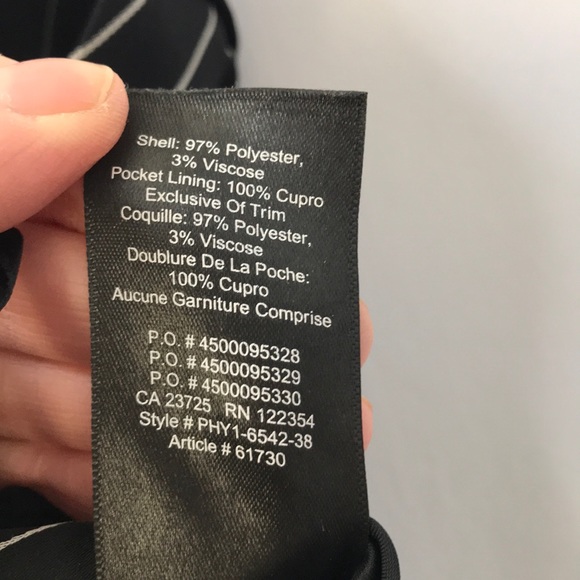 Shell: 97% Polyester,
3% Viscose
Pocket Lining: 100% Cupro
Exclusive Of Trim
Coquille: 97% Polyester,
3% Viscose
Doublure De La Poche:
100% Cupro
Aucune Garniture Comprise
P.O. # 4500095328
P.O. # 4500095329
P.O. # 4500095330
CA 23725 RN 122354
Style # PHY1-6542-38
Article # 61730